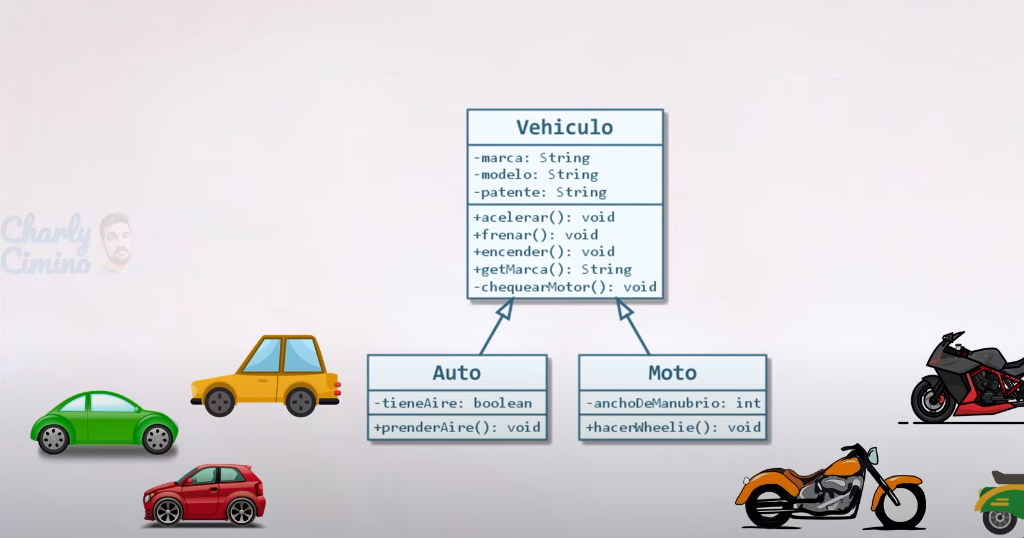 Vehiculo
-marca: String
-modelo: String
-patente: String
+acelerar(): void
+frenar(): void
+encender(): void
+getMarca(): String
-chequearMotor(): void
Charly
Cimino
Auto
-tieneAire: boolean
+prenderAire(): void
Moto
-anchoDeManubrio: int
+hacerWheelie(): void